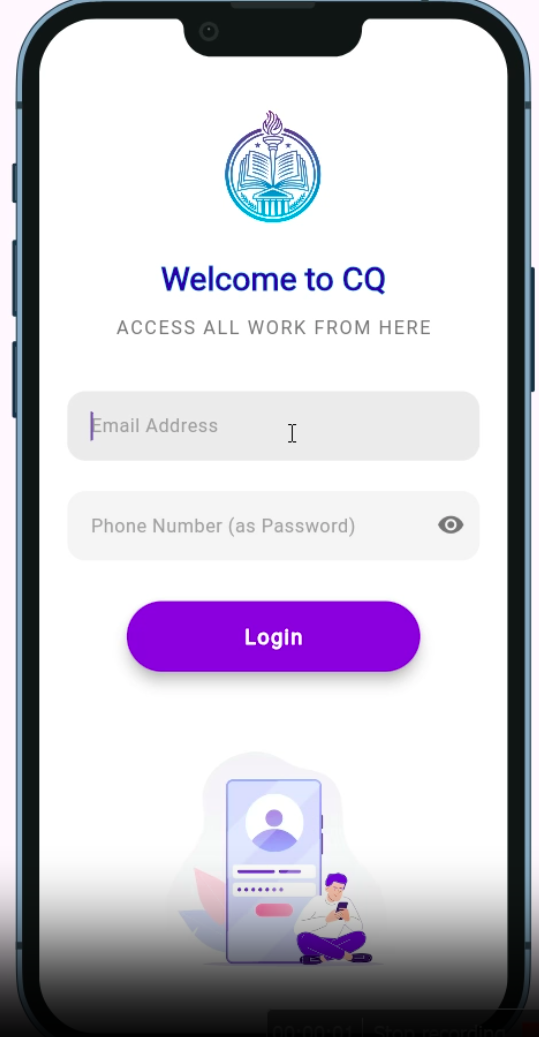 Welcome to CQ
ACCESS ALL WORK FROM HERE
Email Address
Phone Number (as Password)
Login
00:00:01 Stop recording